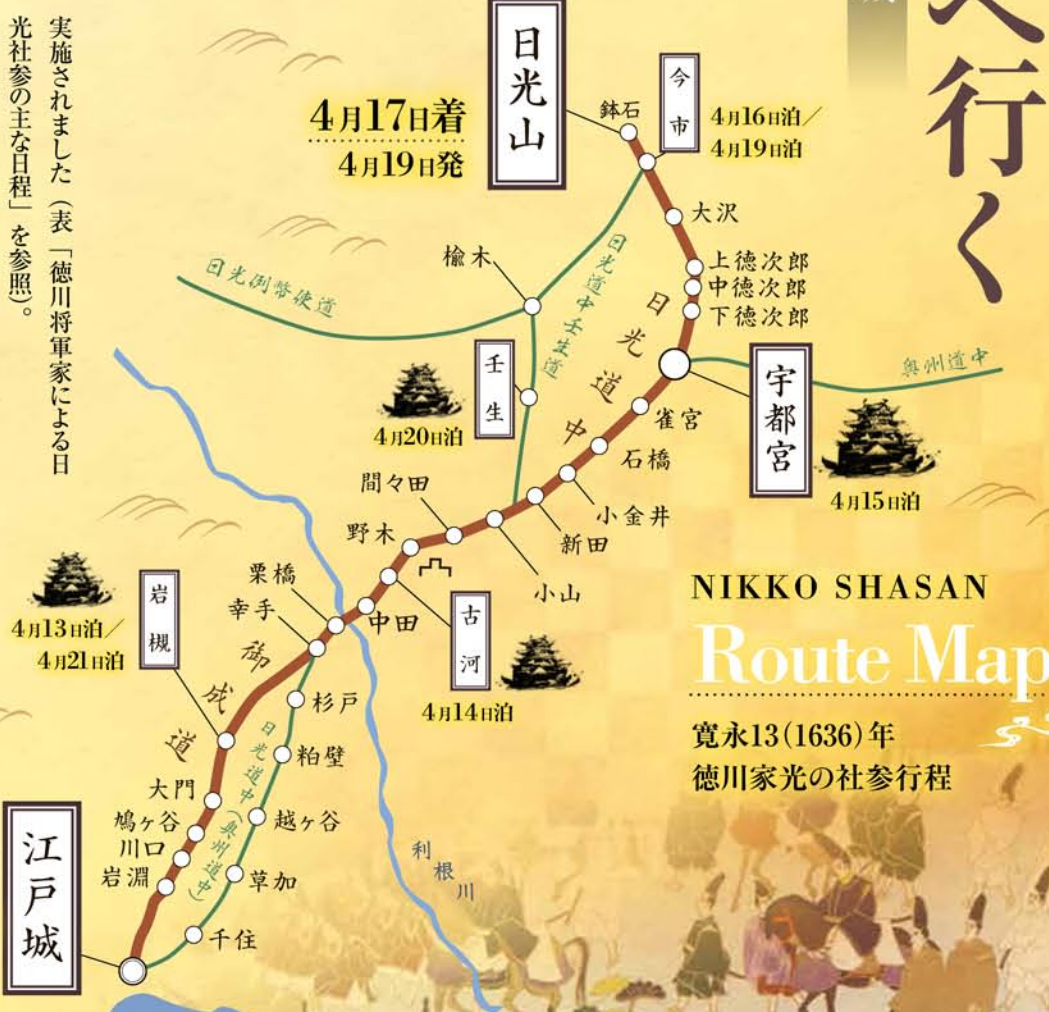 へ行く
実施されました（表「徳川将軍家による日
光社参の主な日程」を参照）。
日光山
4月17日着
4月19日発
鉢石
今市
4月16日泊／
4月19日泊
大沢
上徳次郎
中徳次郎
下徳次郎
楡木
日光例幣使道
日光道中壬生道
日光道中
奥州道中
宇都宮
4月15日泊
壬生
4月20日泊
雀宮
石橋
小金井
新田
小山
間々田
野木
古河
4月14日泊
中田
栗橋
幸手
岩槻
4月13日泊／
4月21日泊
御成道
杉戸
粕壁
日光道中（奥州道中）
越ヶ谷
草加
千住
大門
鳩ヶ谷
川口
岩淵
利根川
江戸城
NIKKO SHASAN
Route Map
寛永13(1636)年
徳川家光の社参行程